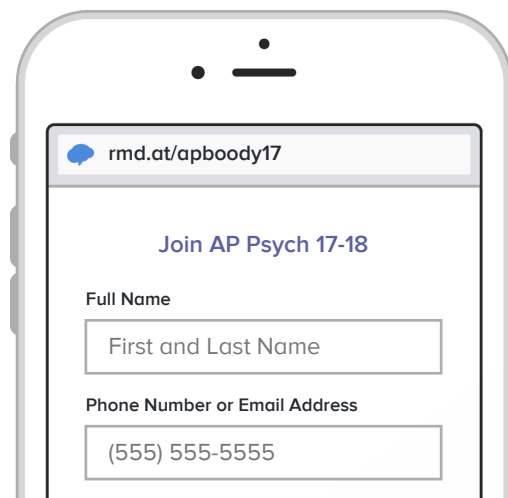 rmd.at/apboody17
Join AP Psych 17-18
Full Name
First and Last Name
Phone Number or Email Address
(555) 555-5555